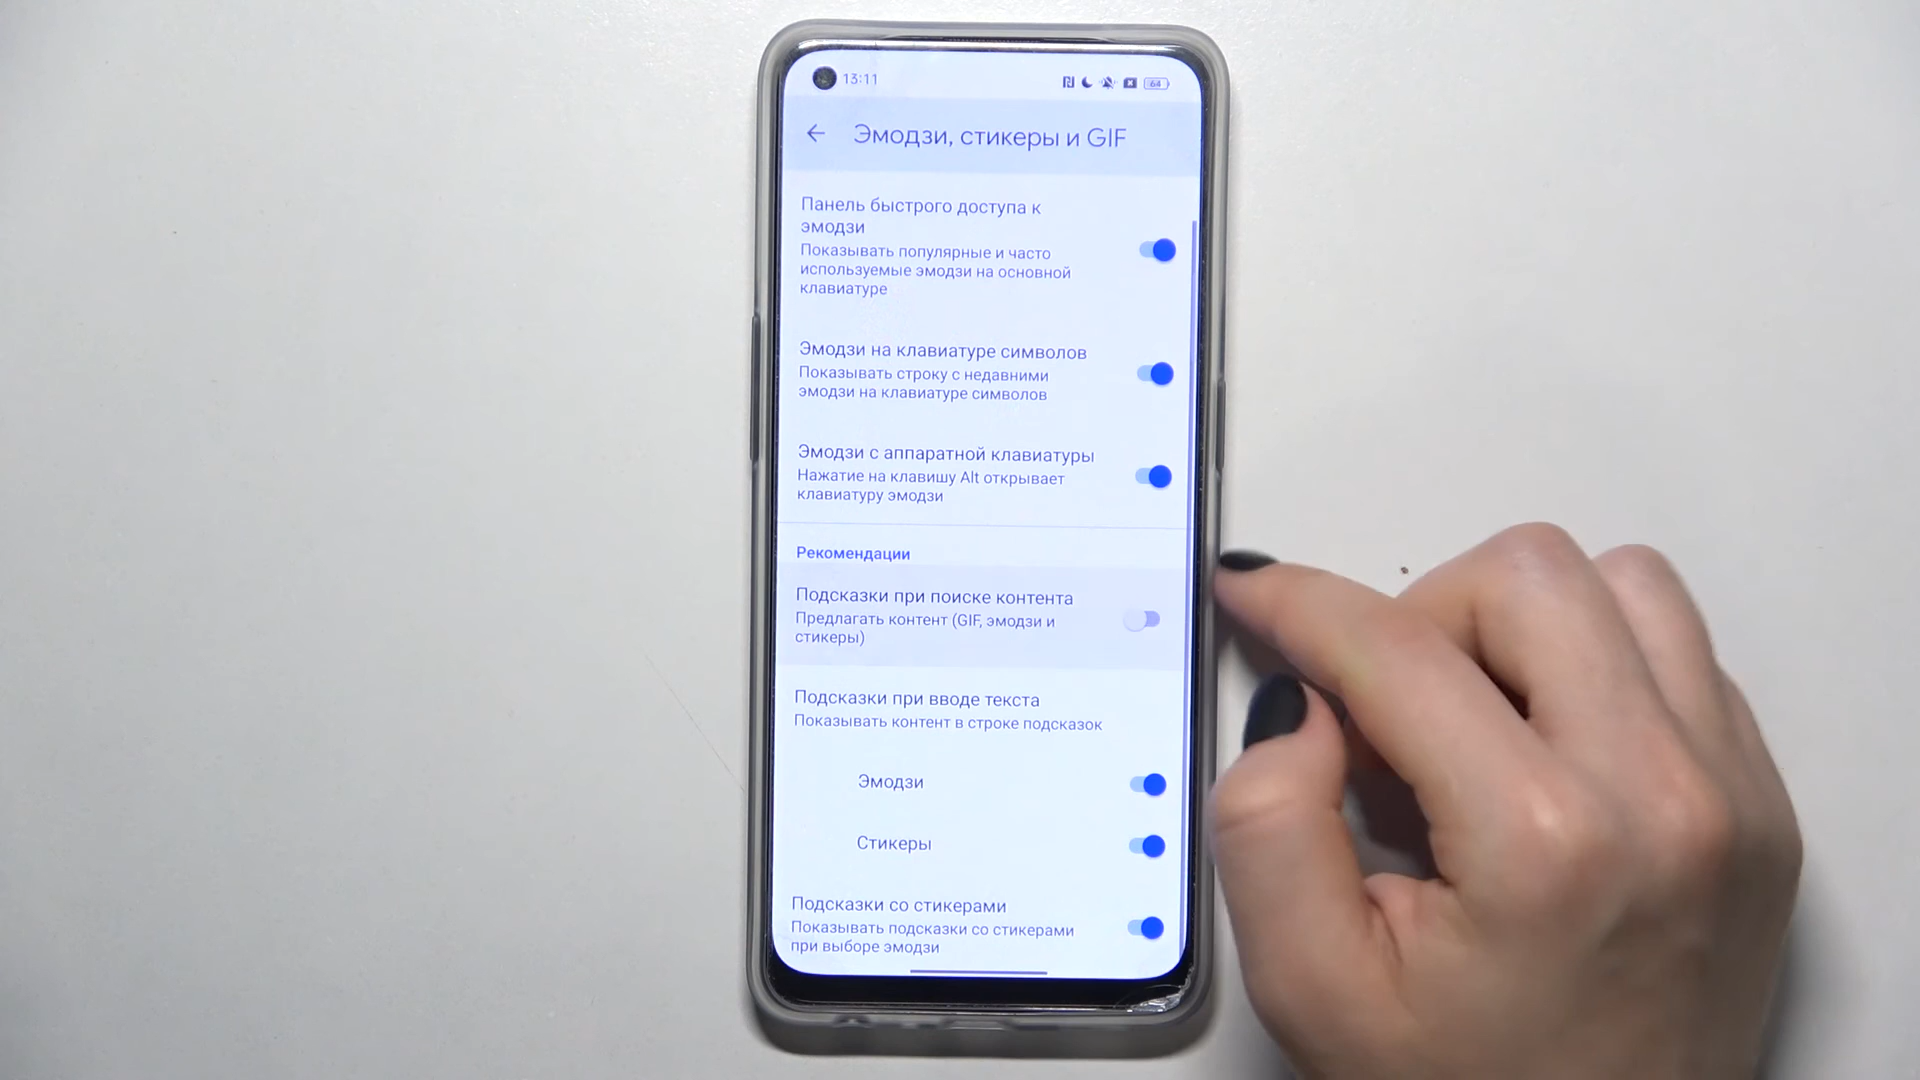 13:11
64
Эмодзи, стикеры и GIF
Панель быстрого доступа к
эмодзи
Показывать популярные и часто
используемые эмодзи на основной
клавиатуре
Эмодзи на клавиатуре символов
Показывать строку с недавними
эмодзи на клавиатуре символов
Эмодзи с аппаратной клавиатуры
Нажатие на клавишу Alt открывает
клавиатуру эмодзи
Рекомендации
Подсказки при поиске контента
Предлагать контент (GIF, эмодзи и
стикеры)
Подсказки при вводе текста
Показывать контент в строке подсказок
Эмодзи
Стикеры
Подсказки со стикерами
Показывать подсказки со стикерами
при выборе эмодзи